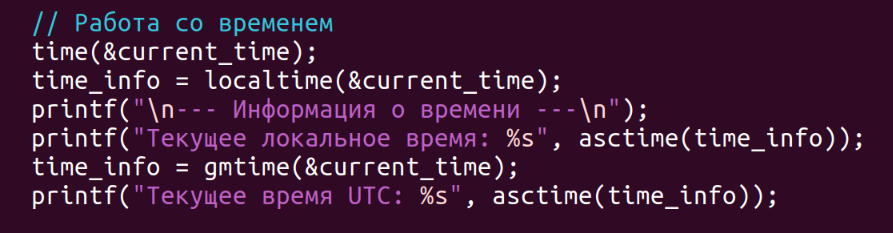 // Работа со временем
time(&current_time);
time_info = localtime(&current_time);
printf("\n--- Информация о времени ---\n");
printf("Текущее локальное время: %s", asctime(time_info));
time_info = gmtime(&current_time);
printf("Текущее время UTC: %s", asctime(time_info));